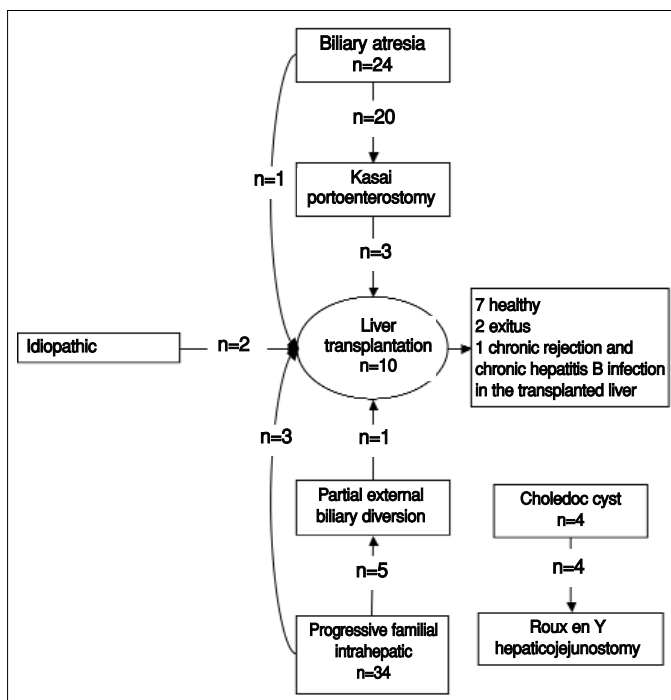 Biliary atresia
n=24
n=20
n=1
Kasai
portoenterostomy
n=3
Idiopathic
n=2
Liver
transplantation
n=10
7 healthy
2 exitus
1 chronic rejection and
chronic hepatitis B infection
in the transplanted liver
n=3
n=1
Partial external
biliary diversion
n=5
Progressive familial
intrahepatic
n=34
Choledoc cyst
n=4
n=4
Roux en Y
hepaticojejunostomy